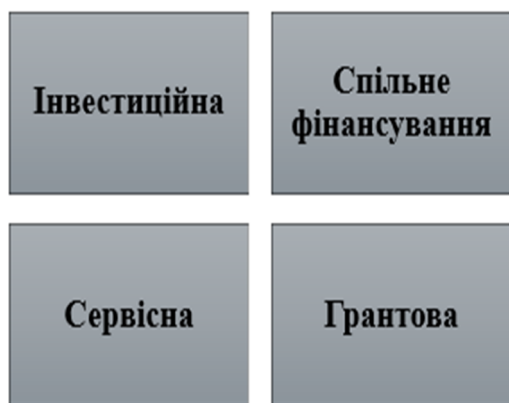 Інвестиційна
Спільне
фінансування
Сервісна
Грантова